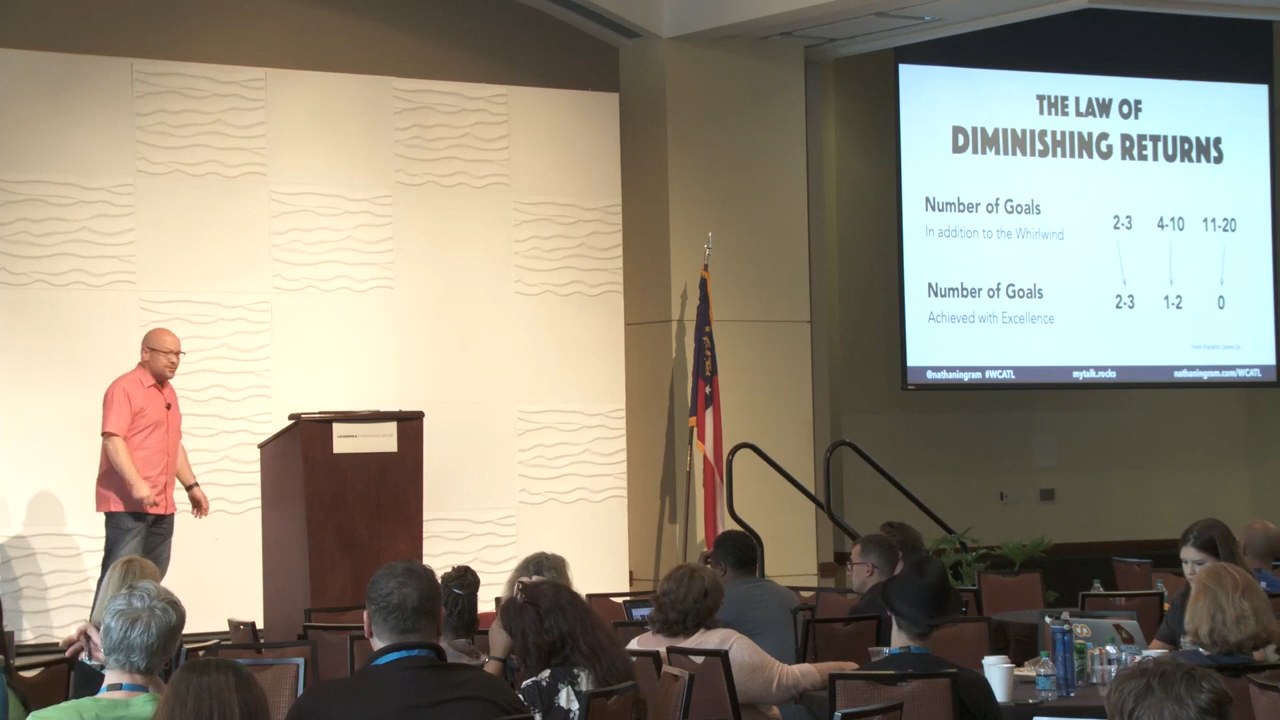 THE LAW OF
DIMINISHING RETURNS
Number of Goals
In addition to the Whirlwind
2-3 4-10 11-20
Number of Goals
Achieved with Excellence
2-3 1-2 0
@nathaningram #WCATL
mytalk.rocks
nathaningram.com/WCATL